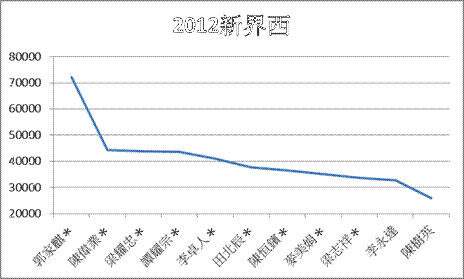 2012新界西
80000
70000
60000
50000
40000
30000
20000
郭家麒*
陳偉業*
梁耀忠*
譚耀宗*
李卓人*
田北辰*
陳恒鑌*
麥美娟*
梁志祥*
李永達
陳樹英